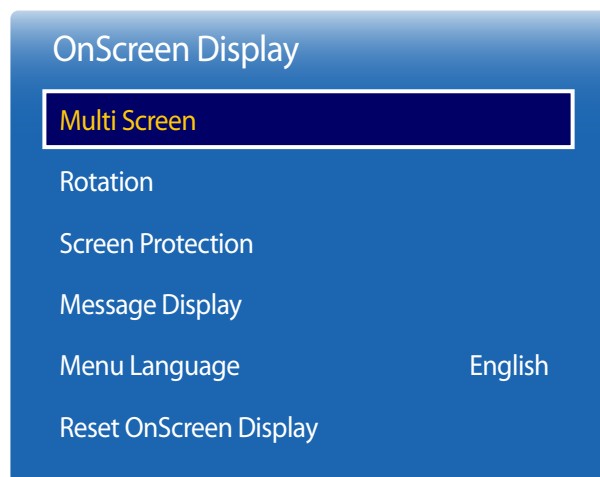 OnScreen Display
Multi Screen
Rotation
Screen Protection
Message Display
Menu Language English
Reset OnScreen Display